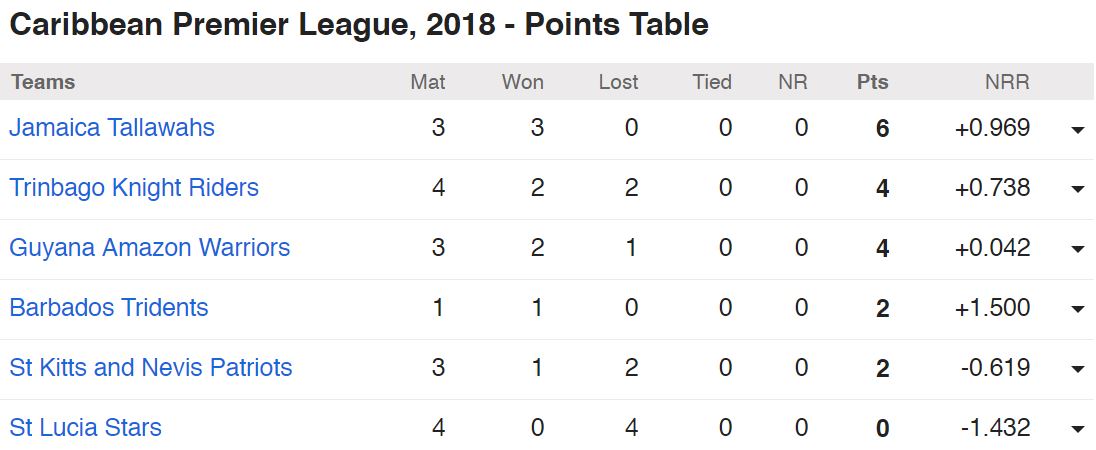 Caribbean Premier League, 2018 - Points Table
Teams Mat Won Lost Tied NR Pts NRR
Jamaica Tallawahs 3 3 0 0 0 6 +0.969
Trinbago Knight Riders 4 2 2 0 0 4 +0.738
Guyana Amazon Warriors 3 2 1 0 0 4 +0.042
Barbados Tridents 1 1 0 0 0 2 +1.500
St Kitts and Nevis Patriots 3 1 2 0 0 2 -0.619
St Lucia Stars 4 0 4 0 0 0 -1.432